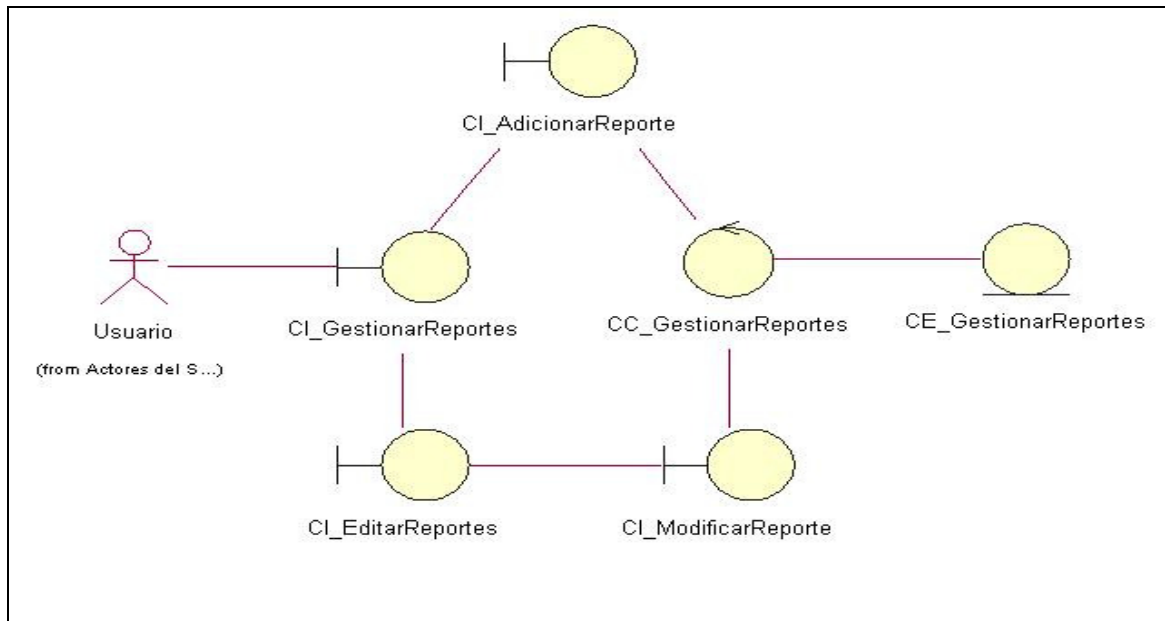 CI_AdicionarReporte
Usuario
(from Actores del S...)
CI_GestionarReportes
CC_GestionarReportes
CE_GestionarReportes
CI_EditarReportes
CI_ModificarReporte